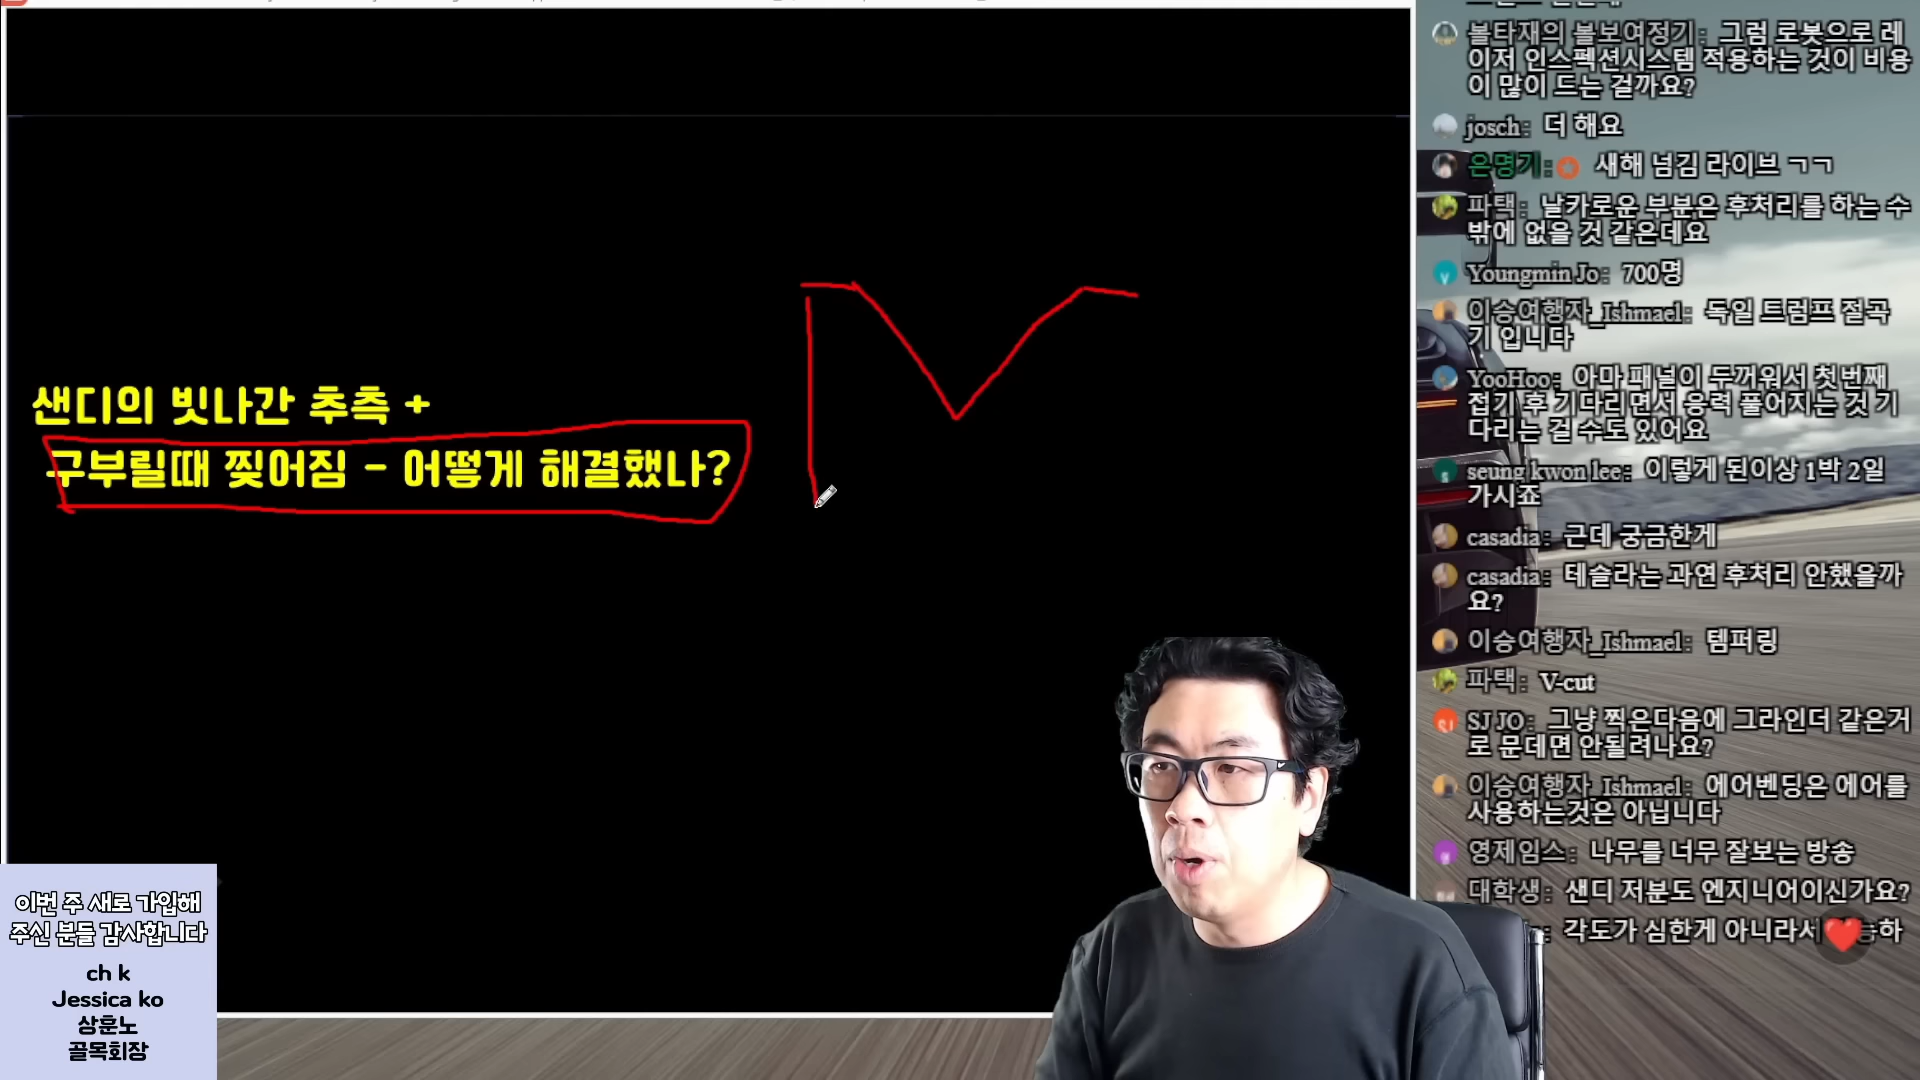 샌디의 빗나간 추측 +
구부릴때 찢어짐 - 어떻게 해결했나?
볼타재의 볼보여정기: 그럼 로봇으로 레
이저 인스펙션시스템 적용하는 것이 비용
이 많이 드는 걸까요?
josch: 더 해요
은명기: 새해 넘김 라이브 ㄱㄱ
파택: 날카로운 부분은 후처리를 하는 수
밖에 없을 것 같은데요
Youngmin Jo: 700명
이승여행자_Ishmael: 독일 트럼프 절곡
기 입니다
YooHoo: 아마 패널이 두꺼워서 첫번째
접기 후 기다리면서 응력 풀어지는 것 기
다리는 걸 수도 있어요
seung kwon lee: 이렇게 된이상 1박 2일
가시죠
casadia: 근데 궁금한게
casadia: 테슬라는 과연 후처리 안했을까
요?
이승여행자_Ishmael: 템퍼링
파택: V-cut
SJ JO: 그냥 찍은다음에 그라인더 같은거
로 문데면 안될려나요?
이승여행자_Ishmael: 에어벤딩은 에어를
사용하는것은 아닙니다
영제임스: 나무를 너무 잘보는 방송
대학생: 샌디 저분도 엔지니어이신가요?
각도가 심한게 아니라서
이번 주 새로 가입해
주신 분들 감사합니다
ch k
Jessica ko
상훈노
골목회장